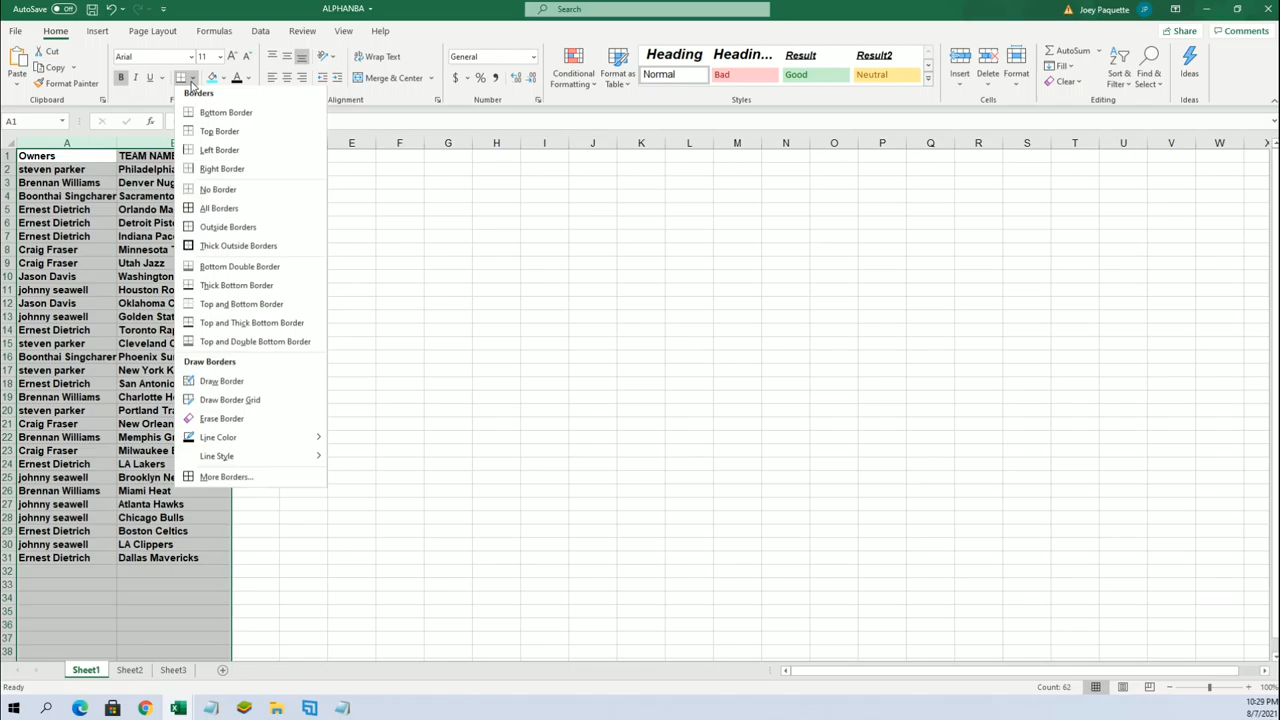 AutoSave Off ALPHANBA Search Joey Paquette JP
File Home Insert Page Layout Formulas Data Review View Help Share Comments
Paste Cut Copy Format Painter Clipboard
Arial 11 A A B I U A
Wrap Text Merge & Center Alignment
General $ % Number
Conditional Formatting Format as Table
Heading Headin... Result Result2
Normal Bad Good Neutral
Styles
Insert Delete Format Cells
AutoSum Fill Clear Editing
Ideas Ideas
A1 fx
A E F G H I J K L M N O P Q R S T U V W X
Borders
Bottom Border
Top Border
Left Border
Right Border
No Border
All Borders
Outside Borders
Thick Outside Borders
Bottom Double Border
Thick Bottom Border
Top and Bottom Border
Top and Thick Bottom Border
Top and Double Bottom Border
Draw Borders
Draw Border
Draw Border Grid
Erase Border
Line Color
Line Style
More Borders...
1 Owners TEAM NAME
2 steven parker Philadelphia
3 Brennan Williams Denver Nug
4 Boonthai Singcharer Sacramento
5 Ernest Dietrich Orlando Ma
6 Ernest Dietrich Detroit Pist
7 Ernest Dietrich Indiana Pac
8 Craig Fraser Minnesota T
9 Craig Fraser Utah Jazz
10 Jason Davis Washington
11 johnny seawell Houston Ro
12 Jason Davis Oklahoma C
13 johnny seawell Golden Stat
14 Ernest Dietrich Toronto Rap
15 steven parker Charlotte H
16 Boonthai Singcharer Phoenix Su
17 steven parker New York K
18 Ernest Dietrich San Antonio
19 Brennan Williams Charlotte H
20 steven parker Portland Tra
21 Craig Fraser New Orlean
22 Brennan Williams Memphis Gr
23 Craig Fraser Milwaukee B
24 Ernest Dietrich LA Lakers
25 johnny seawell Brooklyn Ne
26 Brennan Williams Miami Heat
27 johnny seawell Atlanta Hawks
28 johnny seawell Chicago Bulls
29 Ernest Dietrich Boston Celtics
30 johnny seawell LA Clippers
31 Ernest Dietrich Dallas Mavericks
32
33
34
35
36
37
38
Sheet1 Sheet2 Sheet3
Ready Count: 62 100%
10:29 PM
8/7/2021